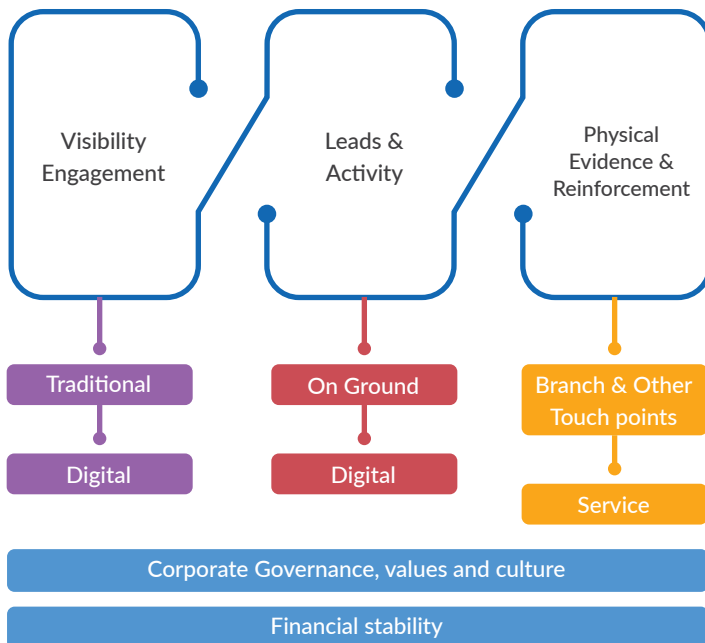 Visibility
Engagement
Leads &
Activity
Physical
Evidence &
Reinforcement
Traditional
Digital
On Ground
Digital
Branch & Other
Touch points
Service
Corporate Governance, values and culture
Financial stability